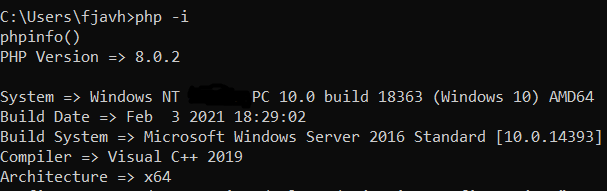 C:\Users\fjavh>php -i
phpinfo()
PHP Version => 8.0.2
System => Windows NT PC 10.0 build 18363 (Windows 10) AMD64
Build Date => Feb  3 2021 18:29:02
Build System => Microsoft Windows Server 2016 Standard [10.0.14393]
Compiler => Visual C++ 2019
Architecture => x64